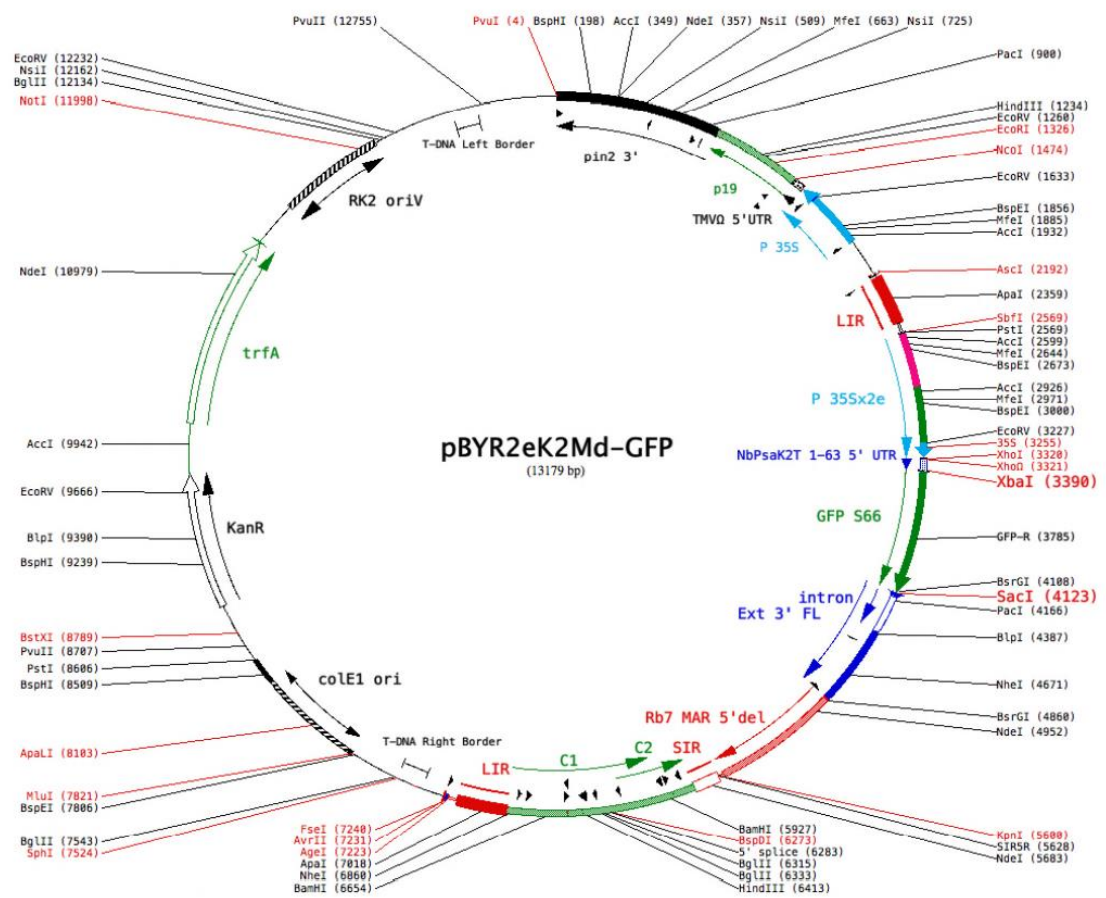 PvuII (12755)
PvuI (4)
BspHI (198)
AccI (349)
NdeI (357)
NsiI (509)
MfeI (663)
NsiI (725)
PacI (900)
HindIII (1234)
EcoRV (1260)
EcoRI (1326)
NcoI (1474)
EcoRV (1633)
BspEI (1856)
MfeI (1885)
AccI (1932)
AscI (2192)
ApaI (2359)
SbfI (2569)
PstI (2569)
AccI (2599)
MfeI (2644)
BspEI (2673)
AccI (2926)
MfeI (2971)
BspEI (3000)
EcoRV (3227)
35S (3255)
XhoI (3320)
XhoΩ (3321)
XbaI (3390)
GFP-R (3785)
BsrGI (4108)
SacI (4123)
PacI (4166)
BlpI (4387)
NheI (4671)
BsrGI (4860)
NdeI (4952)
KpnI (5600)
SIR5R (5628)
NdeI (5683)
BamHI (5927)
BspDI (6273)
5' splice (6283)
BglII (6315)
BglII (6333)
HindIII (6413)
FseI (7240)
AvrII (7231)
AgeI (7223)
ApaI (7018)
NheI (6860)
BamHI (6654)
EcoRV (12232)
NsiI (12162)
BglII (12134)
NotI (11998)
NdeI (10979)
AccI (9942)
EcoRV (9666)
BlpI (9390)
BspHI (9239)
BstXI (8789)
PvuII (8707)
PstI (8606)
BspHI (8509)
ApaLI (8103)
MluI (7821)
BspEI (7806)
BglII (7543)
SphI (7524)
T-DNA Left Border
pin2 3'
p19
TMVΩ 5'UTR
P 35S
LIR
P 35Sx2e
NbPsaK2T 1-63 5' UTR
GFP S66
intron
Ext 3' FL
Rb7 MAR 5'del
SIR
C2
C1
LIR
T-DNA Right Border
colE1 ori
KanR
trfA
RK2 oriV
pBYR2eK2Md-GFP
(13179 bp)